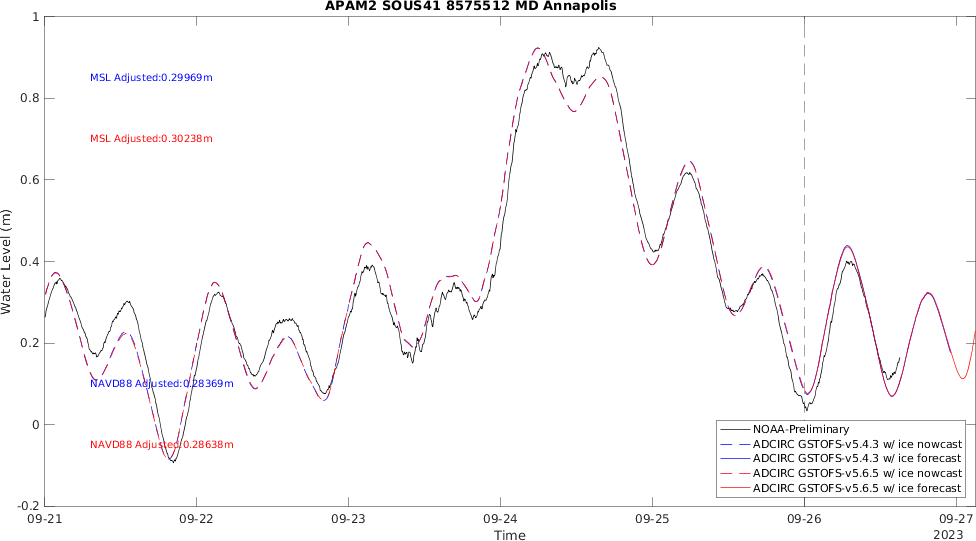 APAM2 SOUS41 8575512 MD Annapolis
1
0.8
0.6
0.4
0.2
0
-0.2
Water Level (m)
MSL Adjusted:0.29969m
MSL Adjusted:0.30238m
NAVD88 Adjusted:0.28369m
NAVD88 Adjusted:0.28638m
NOAA-Preliminary
ADCIRC GSTOFS-v5.4.3 w/ ice nowcast
ADCIRC GSTOFS-v5.4.3 w/ ice forecast
ADCIRC GSTOFS-v5.6.5 w/ ice nowcast
ADCIRC GSTOFS-v5.6.5 w/ ice forecast
09-21 09-22 09-23 09-24 09-25 09-26 09-27
Time
2023